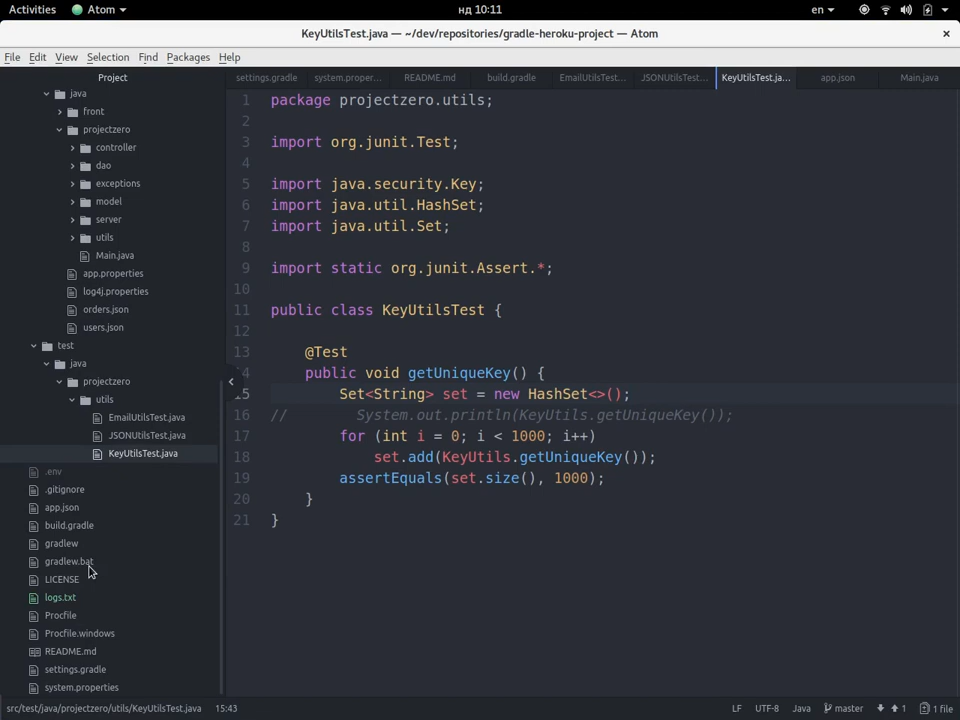 Activities Atom нд 10:11 en
KeyUtilsTest.java — ~/dev/repositories/gradle-heroku-project — Atom
File Edit View Selection Find Packages Help
Project settings.gradle system.proper... README.md build.gradle EmailUtilsTest.... JSONUtilsTest.... KeyUtilsTest.ja... app.json Main.java
java
front
projectzero
controller
dao
exceptions
model
server
utils
Main.java
app.properties
log4j.properties
orders.json
users.json
test
java
projectzero
utils
EmailUtilsTest.java
JSONUtilsTest.java
KeyUtilsTest.java
.env
.gitignore
app.json
build.gradle
gradlew
gradlew.bat
LICENSE
logs.txt
Procfile
Procfile.windows
README.md
settings.gradle
system.properties
1 package projectzero.utils;
2
3 import org.junit.Test;
4
5 import java.security.Key;
6 import java.util.HashSet;
7 import java.util.Set;
8
9 import static org.junit.Assert.*;
10
11 public class KeyUtilsTest {
12
13 @Test
14 public void getUniqueKey() {
15 Set<String> set = new HashSet<>();
16 // System.out.println(KeyUtils.getUniqueKey());
17 for (int i = 0; i < 1000; i++)
18 set.add(KeyUtils.getUniqueKey());
19 assertEquals(set.size(), 1000);
20 }
21 }
src/test/java/projectzero/utils/KeyUtilsTest.java 15:43 LF UTF-8 Java master 1 1 file